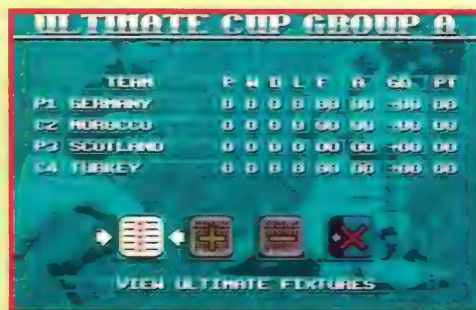 ULTIMATE CUP GROUP A
TEAM P W D L F A GD PT
P1 GERMANY 0 0 0 0 00 00 +00 00
C2 MOROCCO 0 0 0 0 00 00 +00 00
P3 SCOTLAND 0 0 0 0 00 00 +00 00
C4 TURKEY 0 0 0 0 00 00 +00 00
VIEW ULTIMATE FIXTURES